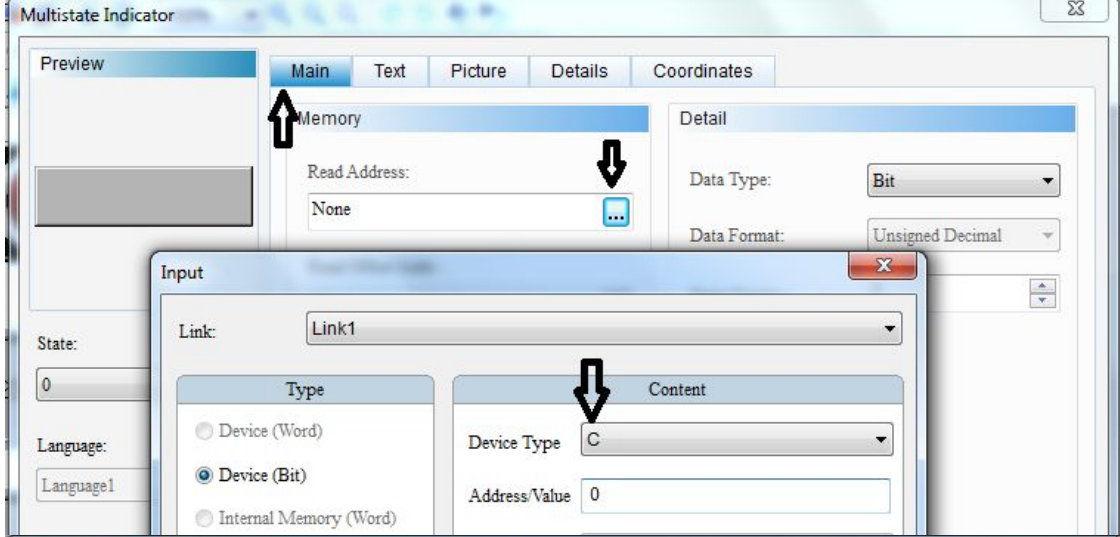 Multistate Indicator
Preview
Main Text Picture Details Coordinates
Memory
Detail
Read Address:
Data Type: Bit
None ...
Data Format: Unsigned Decimal
Input
Link: Link1
State:
0
Type
Content
Device (Word)
Device Type C
Language:
Device (Bit)
Language1
Address/Value 0
Internal Memory (Word)